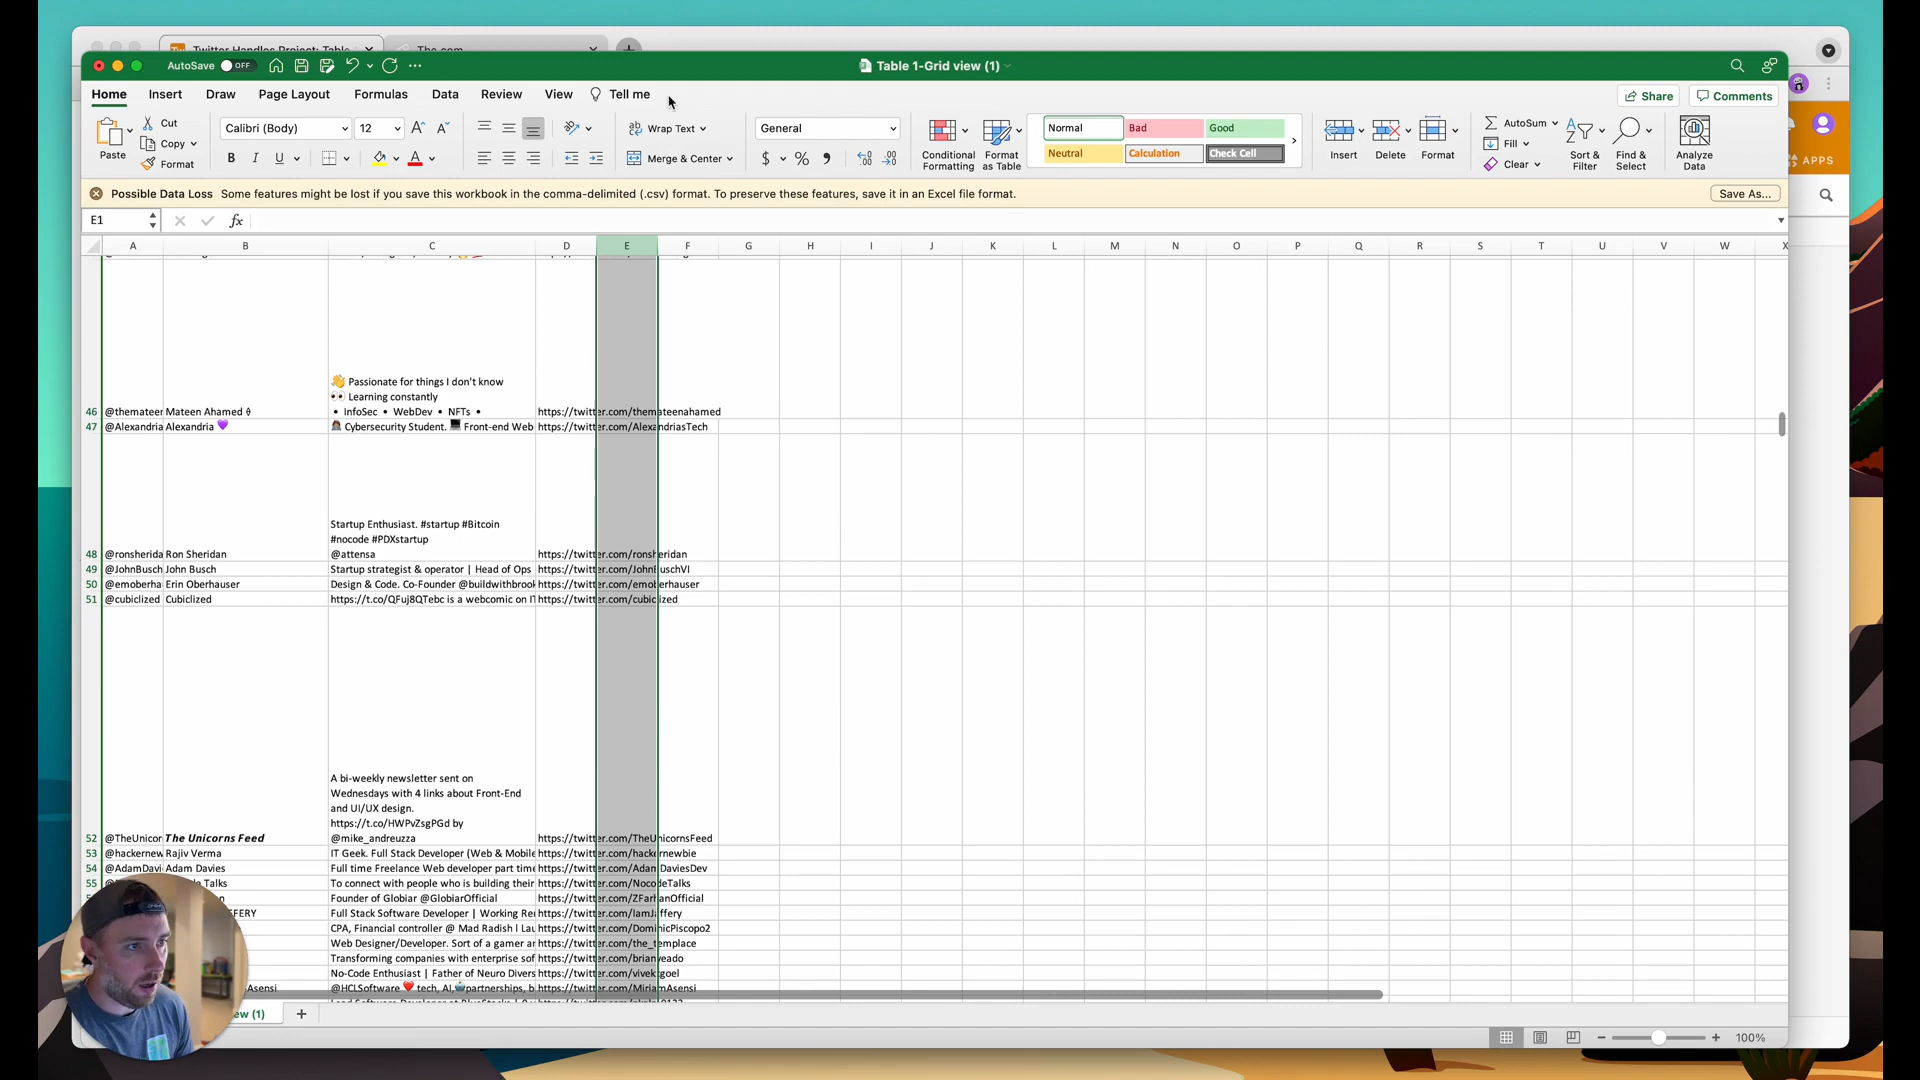 Twitter Handles Project: Table
AutoSave OFF
Table 1-Grid view (1)
Home Insert Draw Page Layout Formulas Data Review View Tell me
Share Comments
Paste
Cut
Copy
Format
Calibri (Body) 12
B I U
Wrap Text
Merge & Center
General
$ % ,
Conditional Formatting
Format as Table
Normal Bad Good
Neutral Calculation Check Cell
Insert Delete Format
AutoSum
Fill
Clear
Sort & Filter
Find & Select
Analyze Data
APPS
Possible Data Loss Some features might be lost if you save this workbook in the comma-delimited (.csv) format. To preserve these features, save it in an Excel file format. Save As...
E1 fx
A B C D E F G H I J K L M N O P Q R S T U V W X
👋 Passionate for things I don't know
👀 Learning constantly
46 @themateen Mateen Ahamed ▪ InfoSec ▪ WebDev ▪ NFTs ▪ https://twitter.com/themateenahamed
47 @Alexandria Alexandria 💜 Cybersecurity Student. Front-end Web https://twitter.com/AlexandriasTech
Startup Enthusiast. #startup #Bitcoin
#nocode #PDXstartup
48 @ronsherida Ron Sheridan @attensa https://twitter.com/ronsheridan
49 @JohnBusch John Busch Startup strategist & operator | Head of Ops https://twitter.com/JohnBuschVI
50 @emoberha Erin Oberhauser Design & Code. Co-Founder @buildwithbrook https://twitter.com/emoberhauser
51 @cubiclized Cubiclized https://t.co/QFuj8QTebc is a webcomic on IT https://twitter.com/cubiclized
A bi-weekly newsletter sent on
Wednesdays with 4 links about Front-End
and UI/UX design.
https://t.co/HWPvZsgPGd by
52 @TheUnicor The Unicorns Feed @mike_andreuzza https://twitter.com/TheUnicornsFeed
53 @hackernew Rajiv Verma IT Geek. Full Stack Developer (Web & Mobile https://twitter.com/hackernewbie
54 @AdamDavi Adam Davies Full time Freelance Web developer part time https://twitter.com/AdamDaviesDev
55 Talks To connect with people who is building their https://twitter.com/NocodeTalks
Founder of Globiar @GlobiarOfficial https://twitter.com/ZFarhanOfficial
FFERY Full Stack Software Developer | Working Re https://twitter.com/IamJaffery
CPA, Financial controller @ Mad Radish I Lau https://twitter.com/DominicPiscopo2
Web Designer/Developer. Sort of a gamer an https://twitter.com/the_templace
Transforming companies with enterprise sof https://twitter.com/brianveado
No-Code Enthusiast | Father of Neuro Divers https://twitter.com/vivekzgoel
Asensi @HCLSoftware ❤️ tech, AI, partnerships, b https://twitter.com/MiriamAsensi
ew (1) +
100%